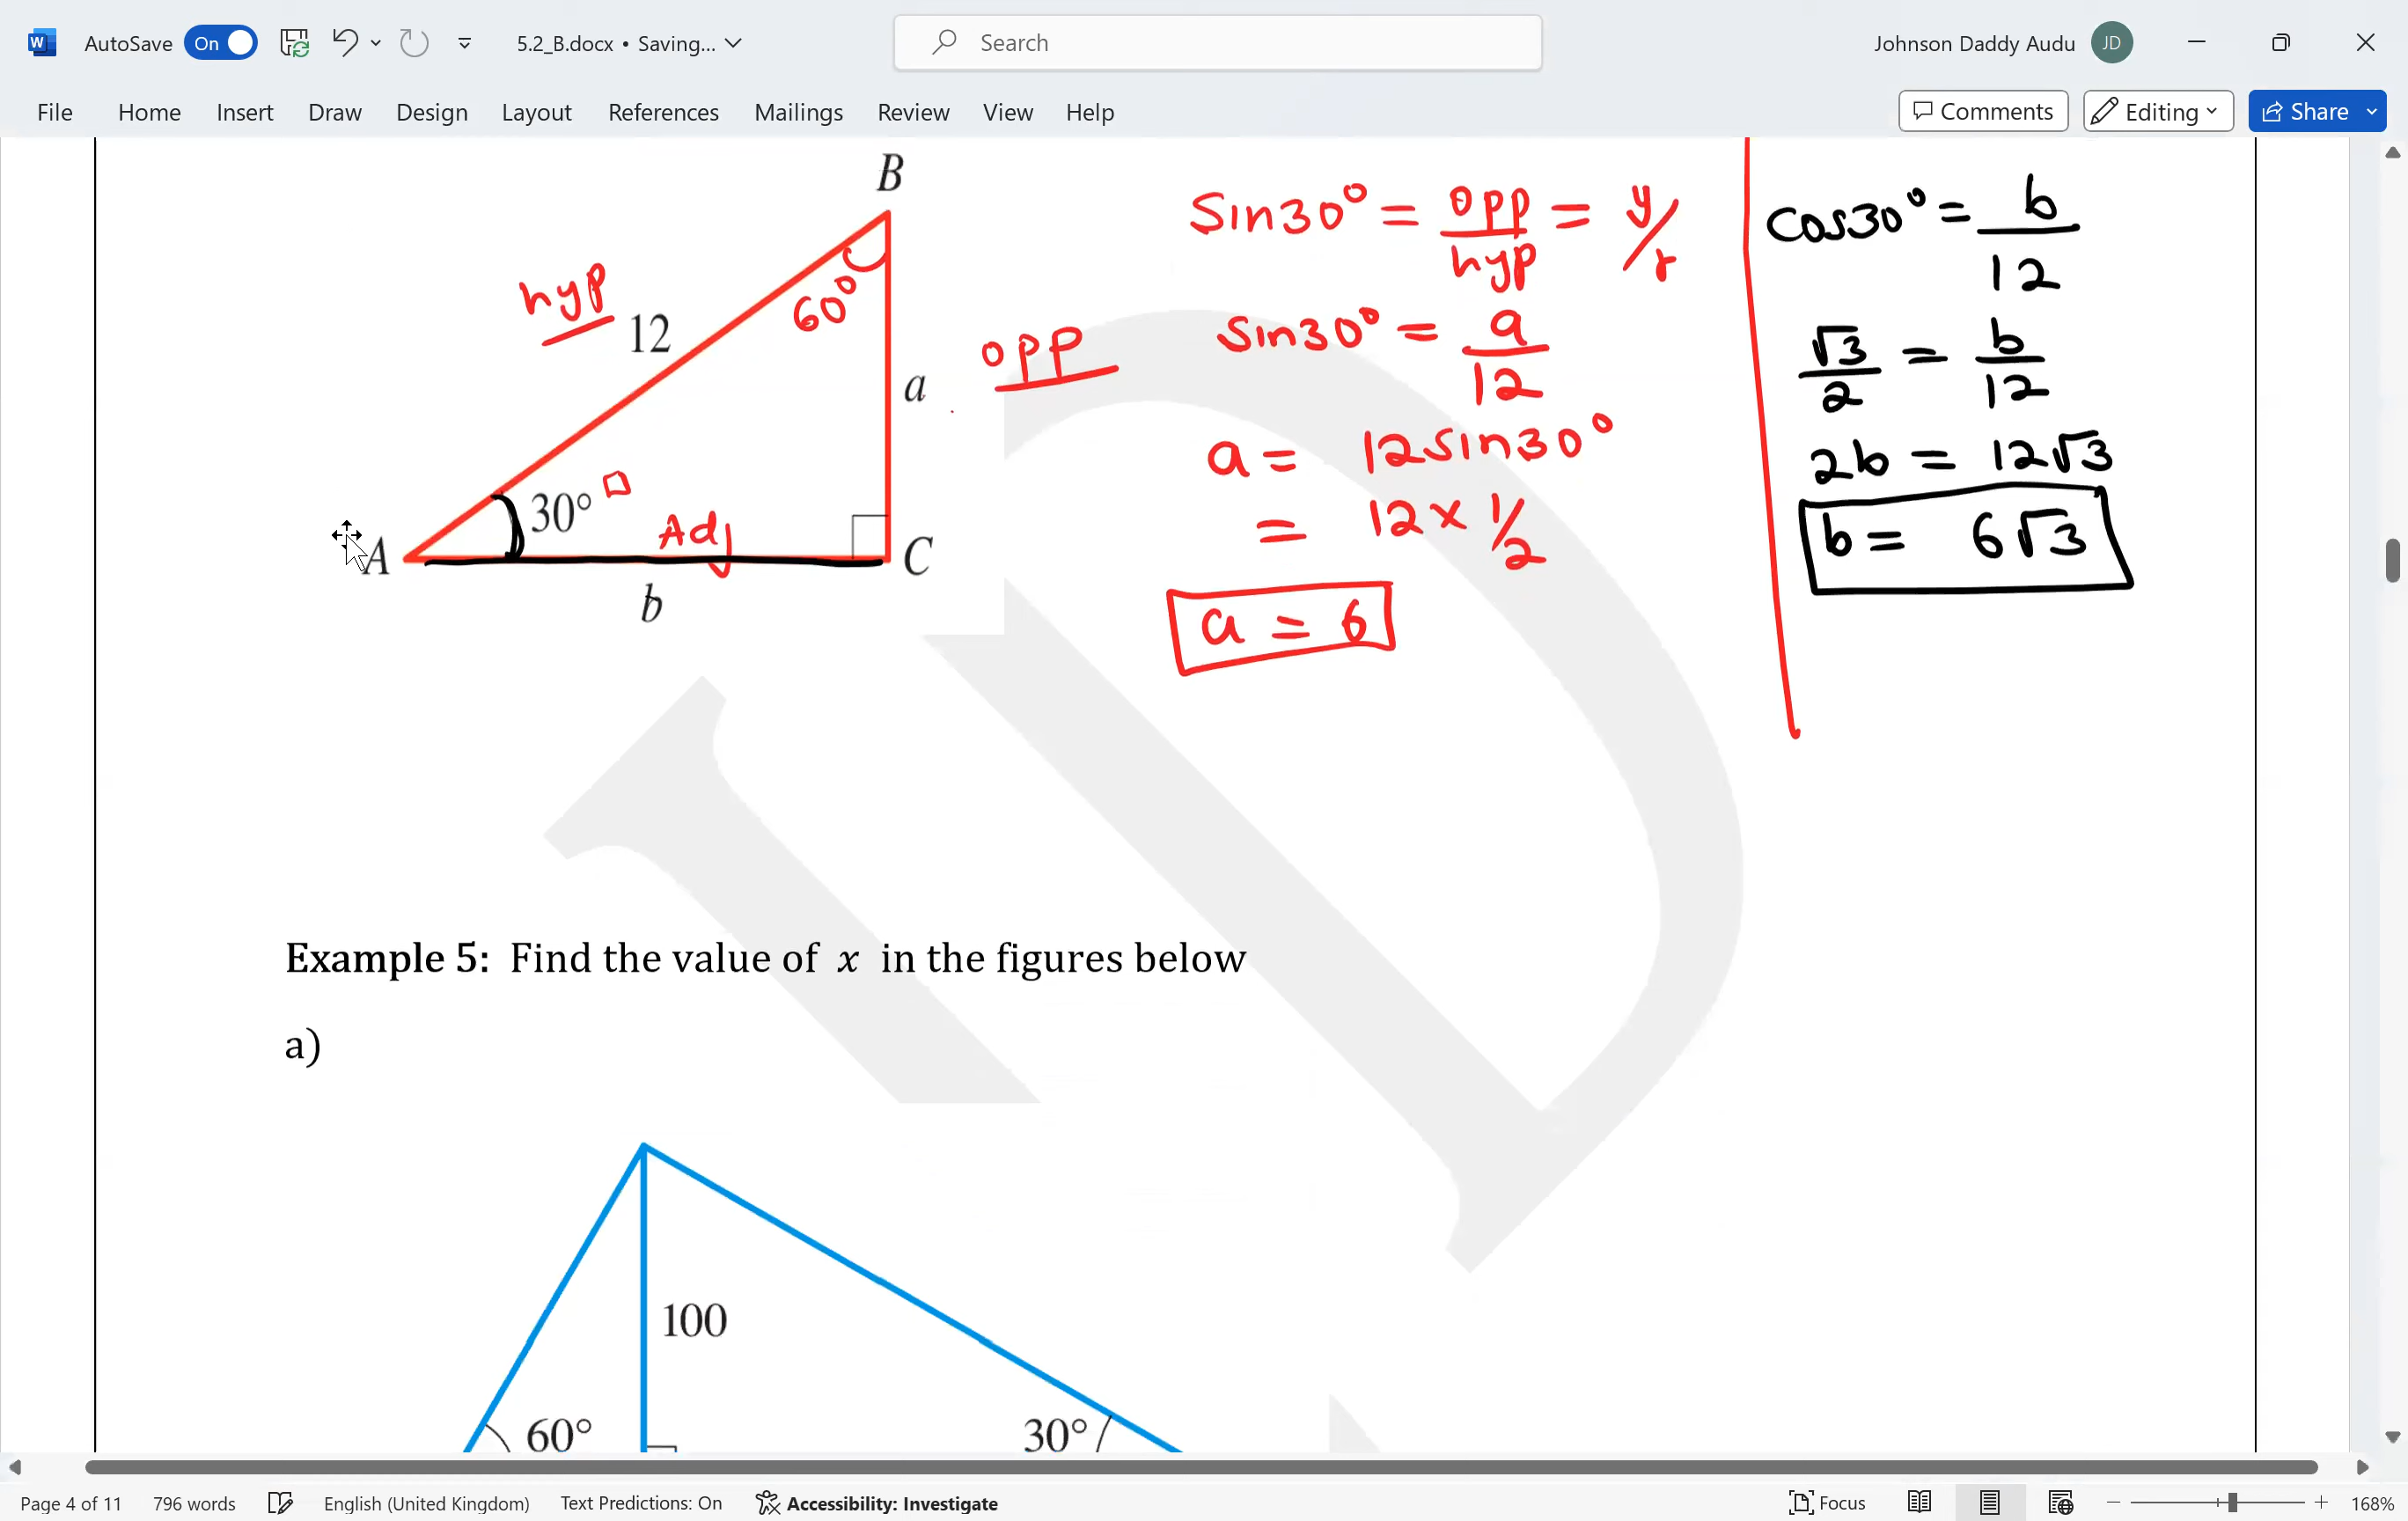 AutoSave On 5.2_B.docx • Saving... Search Johnson Daddy Audu JD
File Home Insert Draw Design Layout References Mailings Review View Help Comments Editing Share
B
hyp
12
60°
opp
a
30°
Adj
A
C
b
Sin30° = opp/hyp = y/r
Sin30° = a/12
a = 12Sin30°
= 12 × 1/2
a = 6
Cos30° = b/12
√3/2 = b/12
2b = 12√3
b = 6√3
Example 5: Find the value of x in the figures below
a)
100
60°
30°
Page 4 of 11 796 words English (United Kingdom) Text Predictions: On Accessibility: Investigate Focus 168%